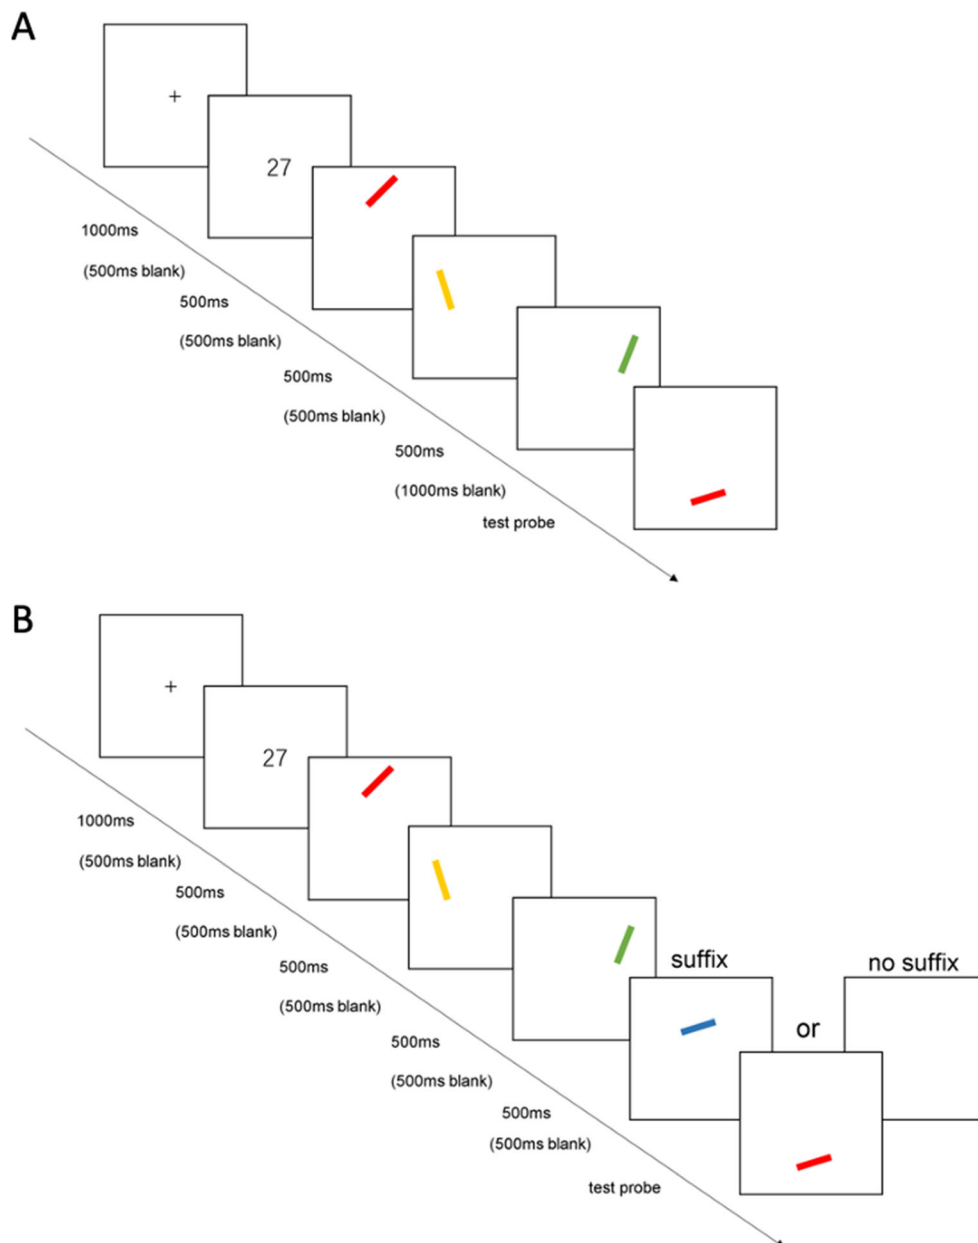 A
+
27
1000ms
(500ms blank)
500ms
(500ms blank)
500ms
(500ms blank)
500ms
(1000ms blank)
test probe
B
+
27
1000ms
(500ms blank)
500ms
(500ms blank)
500ms
(500ms blank)
500ms
(500ms blank)
500ms
(500ms blank)
test probe
suffix
or
no suffix